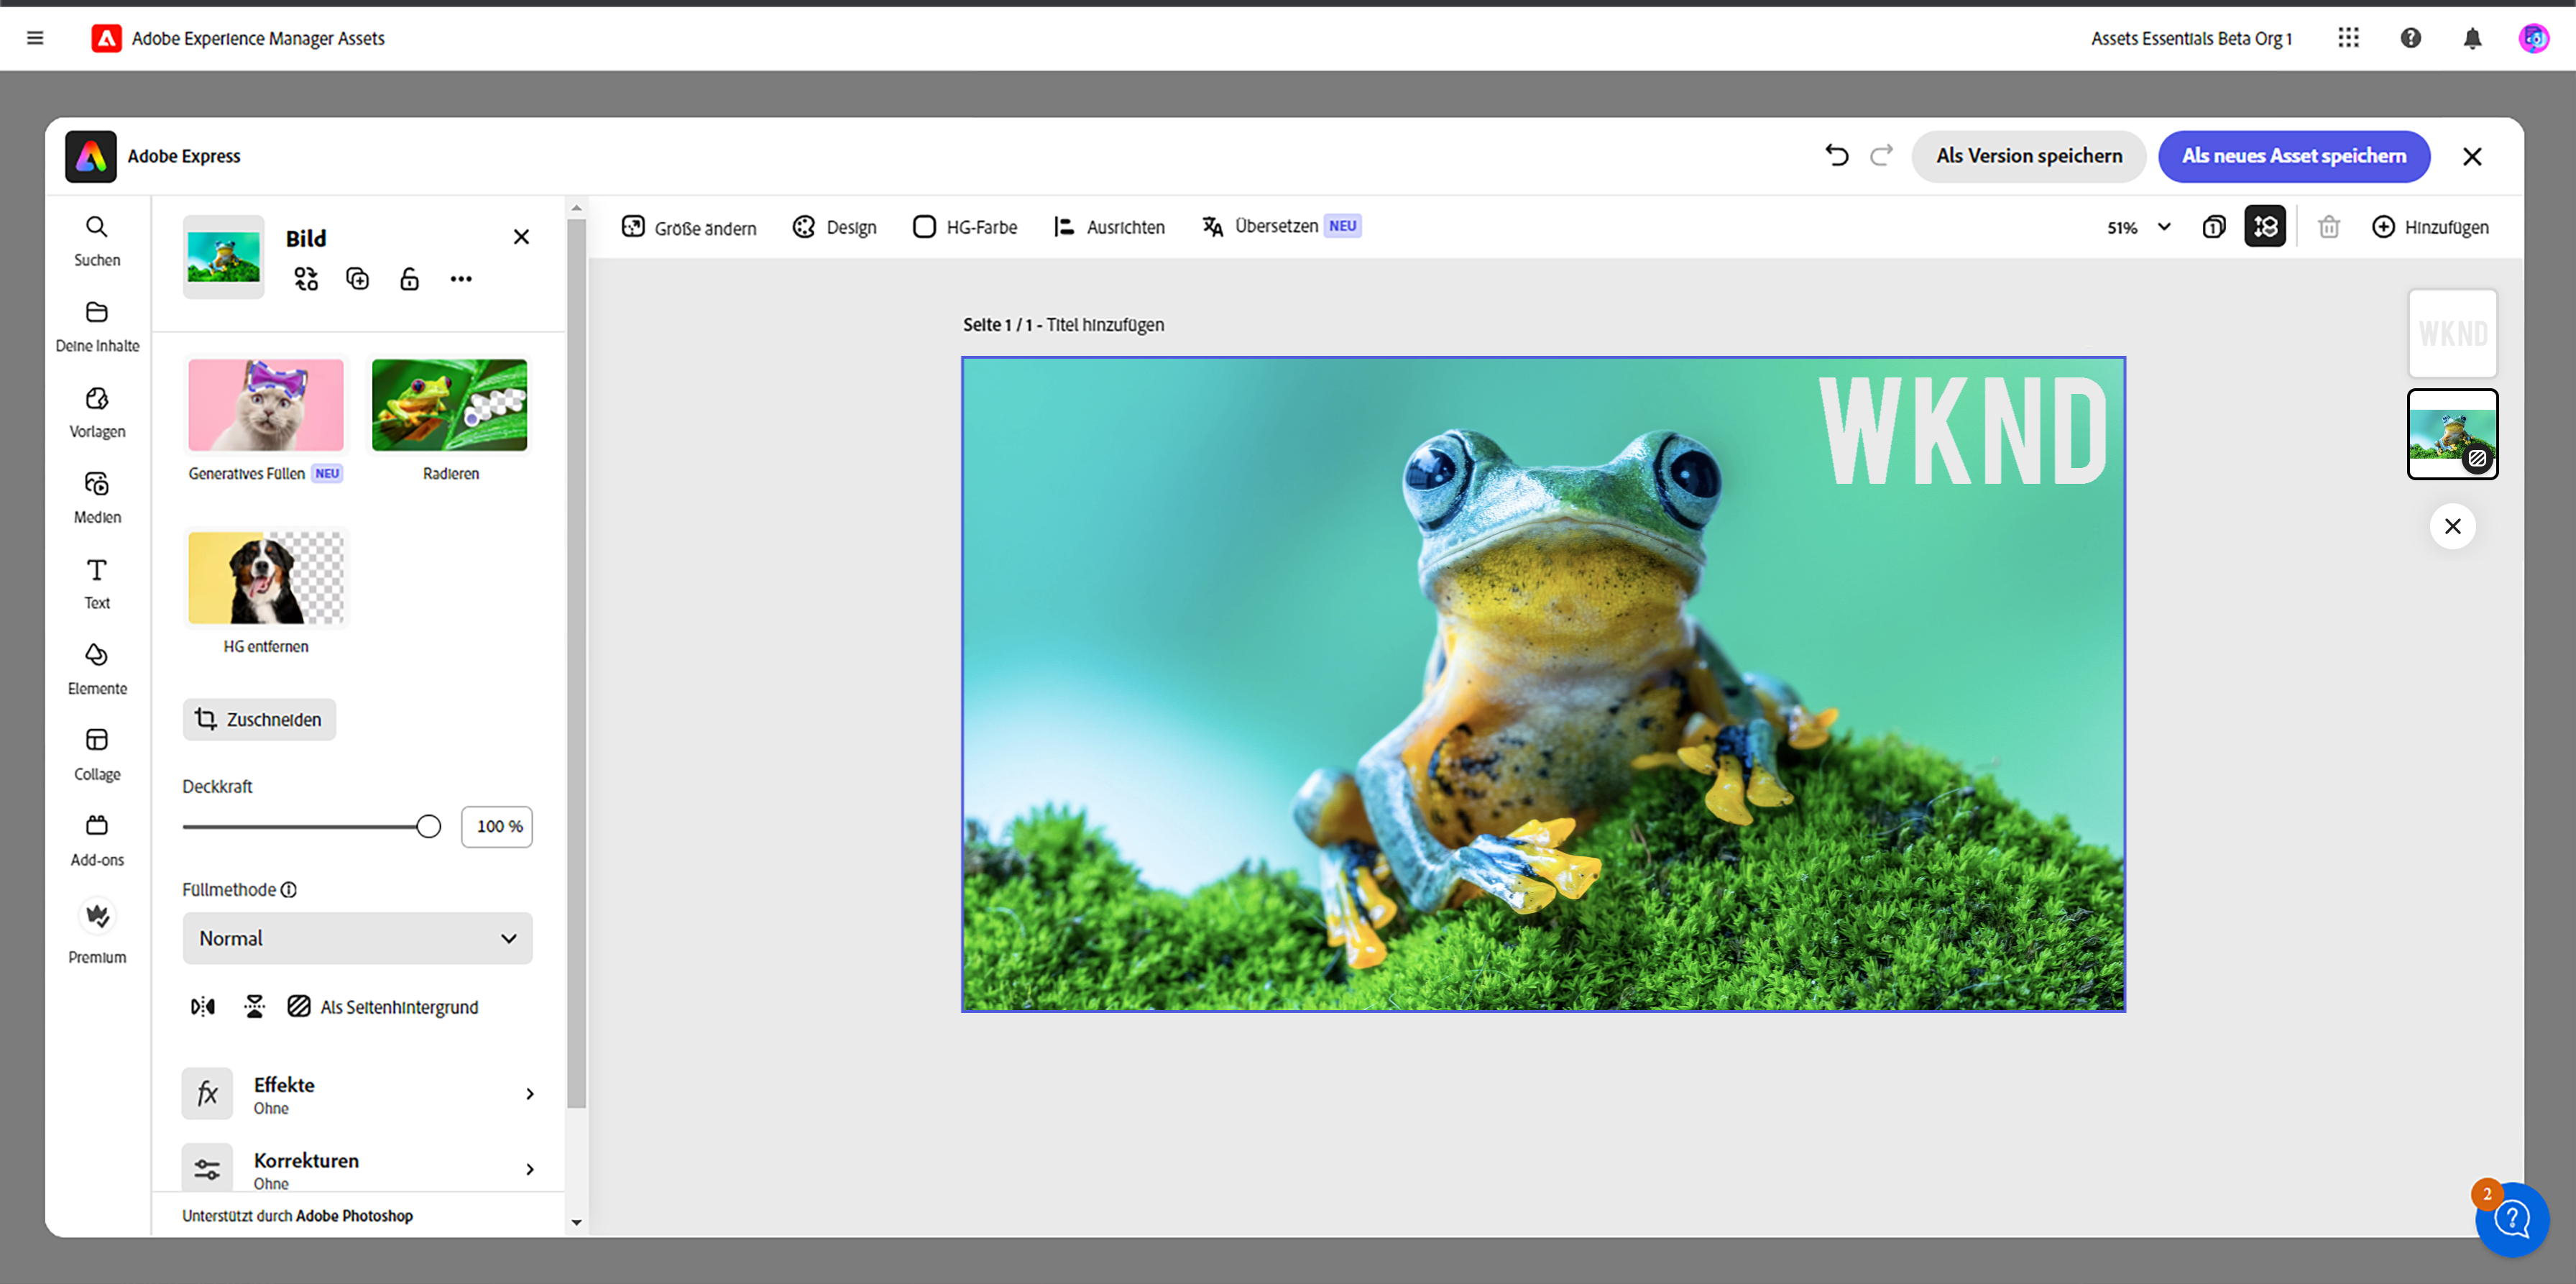 Adobe Experience Manager Assets
Assets Essentials Beta Org 1
Adobe Express
Als Version speichern
Als neues Asset speichern
Suchen
Deine Inhalte
Vorlagen
Medien
Text
Elemente
Collage
Add-ons
Premium
Bild
Generatives Füllen NEU
Radieren
HG entfernen
Zuschneiden
Deckkraft
100 %
Füllmethode
Normal
Als Seitenhintergrund
fx
Effekte
Ohne
Korrekturen
Ohne
Unterstützt durch Adobe Photoshop
Größe ändern
Design
HG-Farbe
Ausrichten
Übersetzen NEU
51%
1
Hinzufügen
Seite 1 / 1 - Titel hinzufügen
WKND
WKND
2